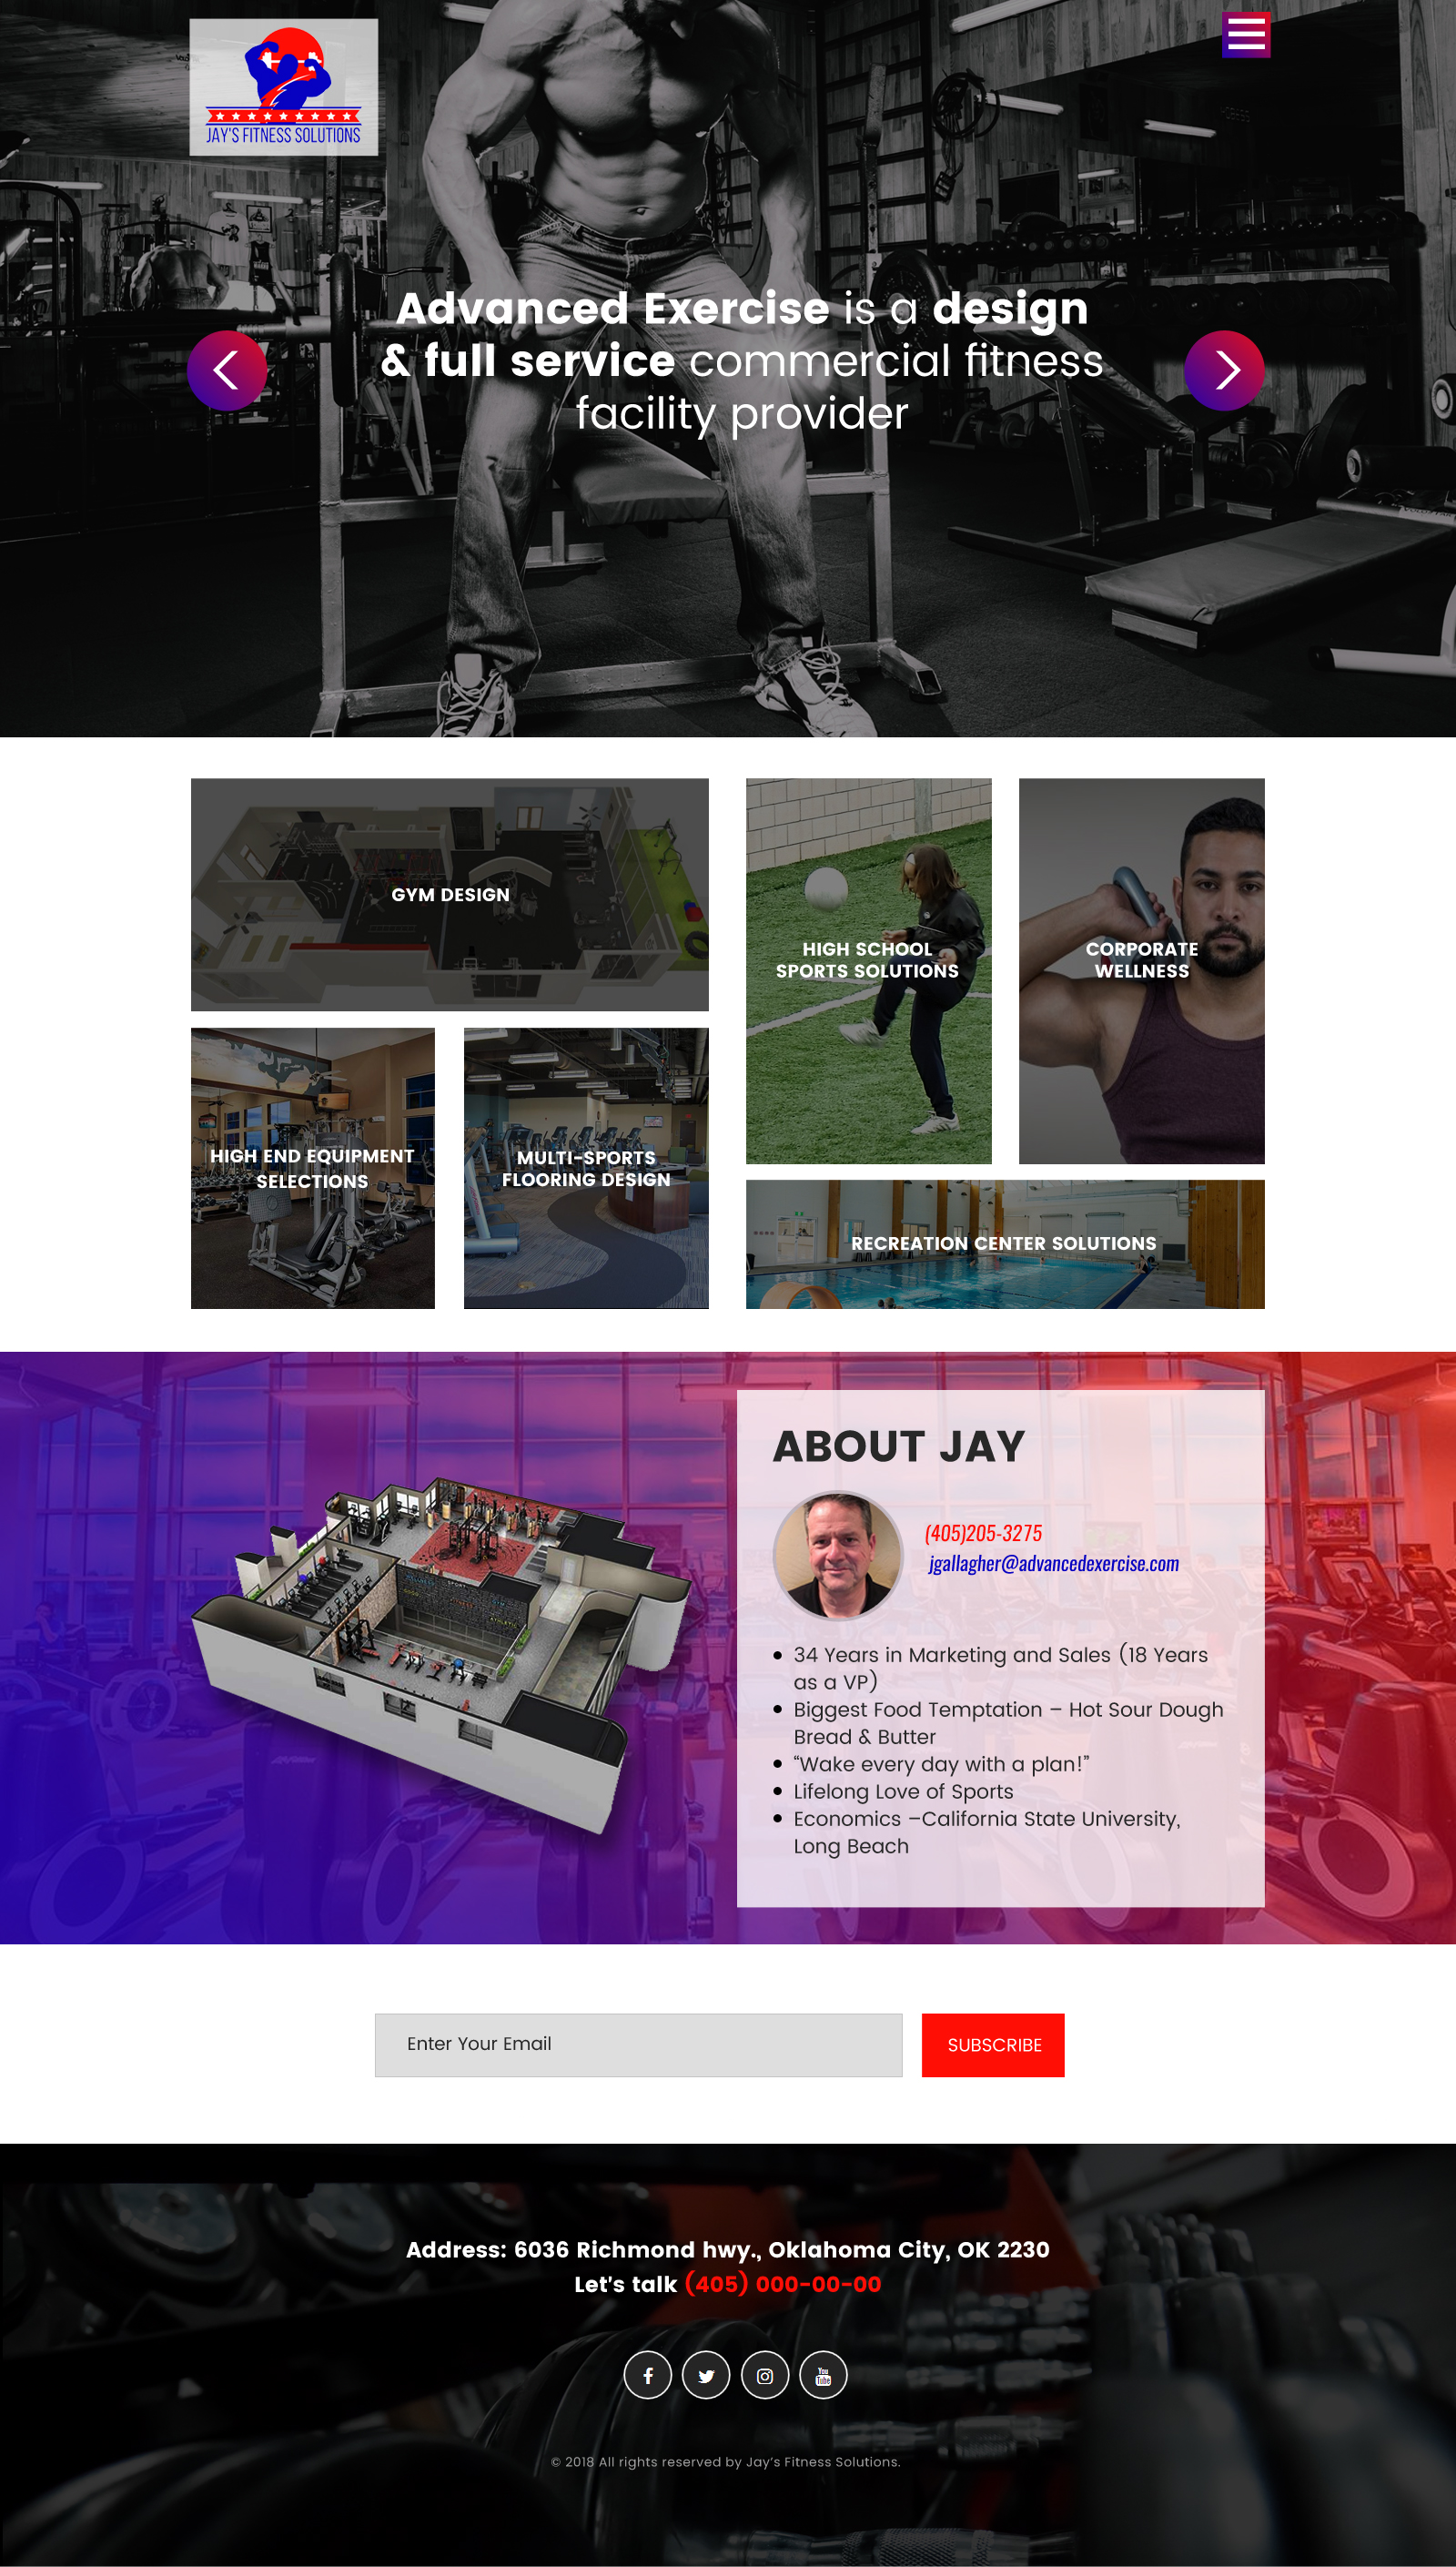 JAY'S FITNESS SOLUTIONS
Advanced Exercise is a design
& full service commercial fitness
facility provider
GYM DESIGN
HIGH SCHOOL
SPORTS SOLUTIONS
CORPORATE
WELLNESS
HIGH END EQUIPMENT
SELECTIONS
MULTI-SPORTS
FLOORING DESIGN
RECREATION CENTER SOLUTIONS
ABOUT JAY
(405)205-3275
jgallagher@advancedexercise.com
34 Years in Marketing and Sales (18 Years
as a VP)
Biggest Food Temptation – Hot Sour Dough
Bread & Butter
“Wake every day with a plan!”
Lifelong Love of Sports
Economics –California State University,
Long Beach
Enter Your Email
SUBSCRIBE
Address: 6036 Richmond hwy., Oklahoma City, OK 2230
Let's talk (405) 000-00-00
You Tube
© 2018 All rights reserved by Jay’s Fitness Solutions.